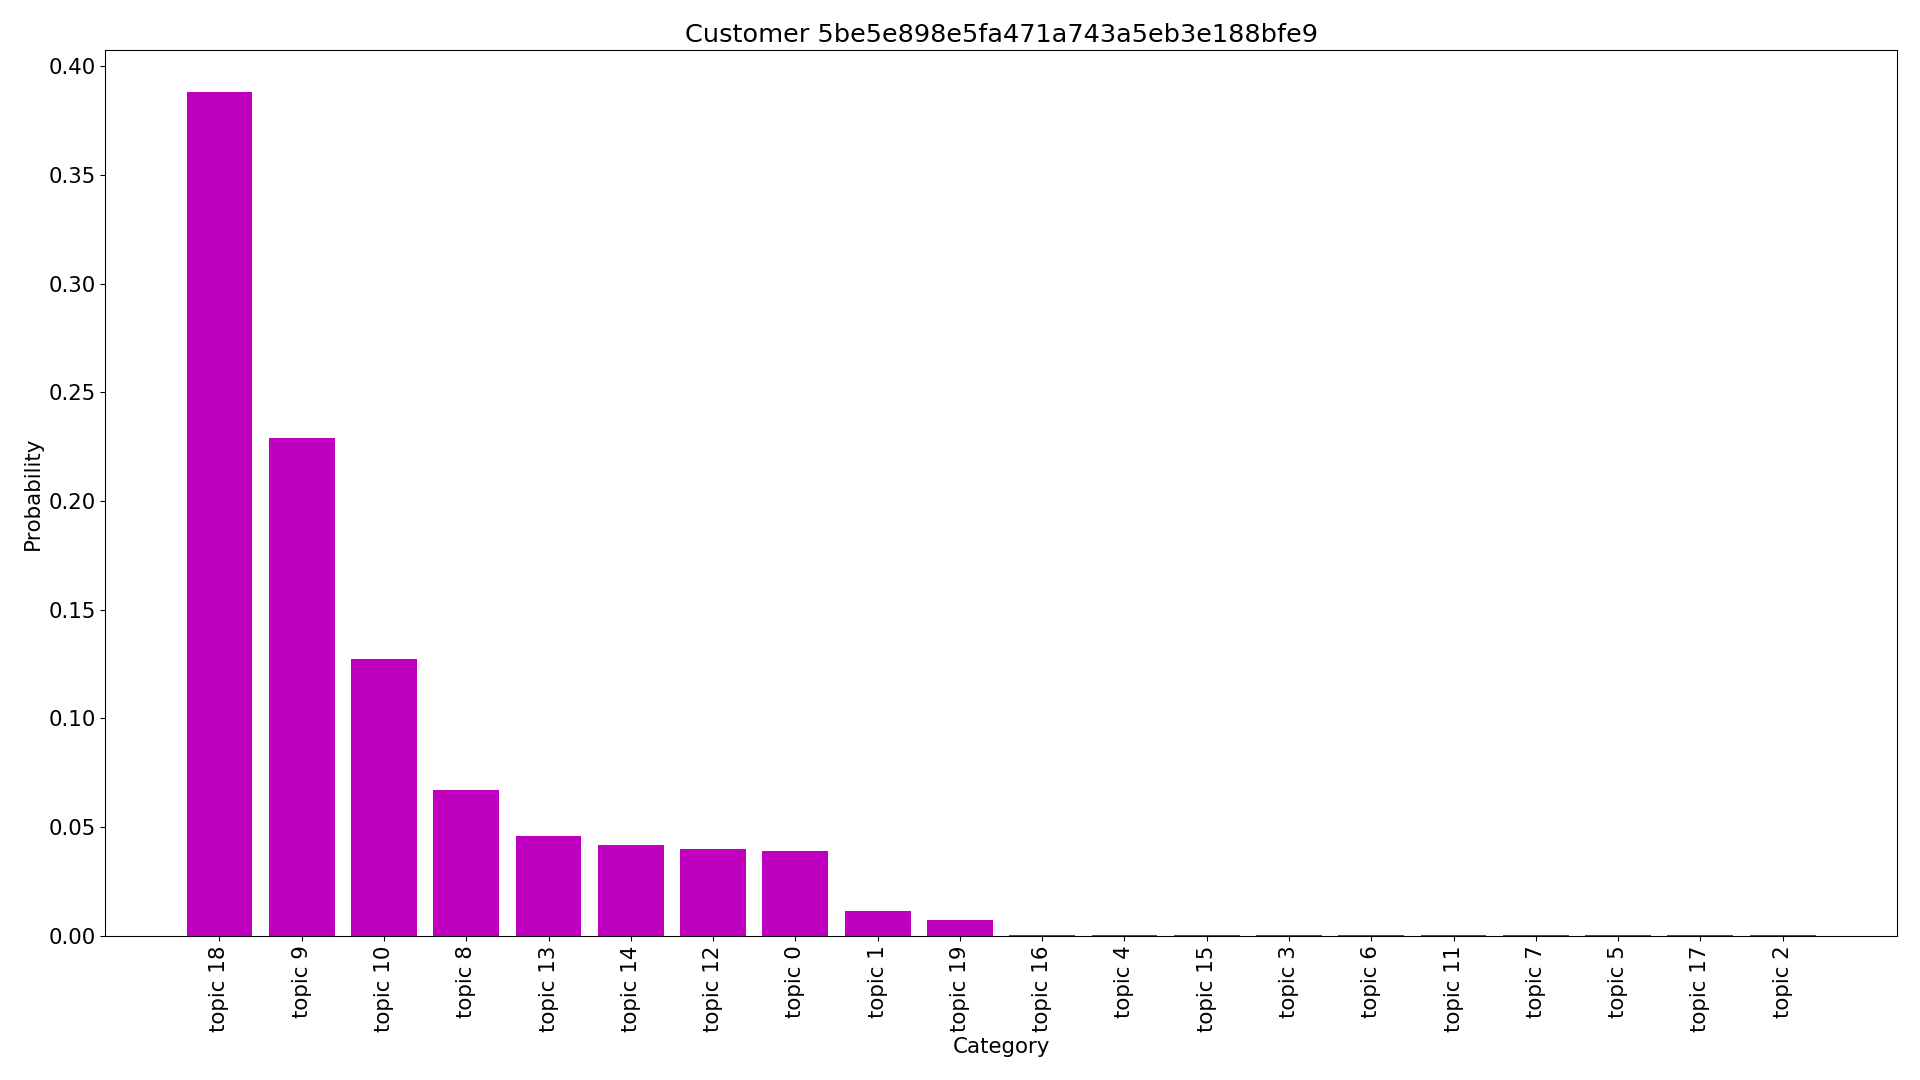 Customer 5be5e898e5fa471a743a5eb3e188bfe9
Probability
0.40
0.35
0.30
0.25
0.20
0.15
0.10
0.05
0.00
topic 18
topic 9
topic 10
topic 8
topic 13
topic 14
topic 12
topic 0
topic 1
topic 19
topic 16
topic 4
topic 15
topic 3
topic 6
topic 11
topic 7
topic 5
topic 17
topic 2
Category